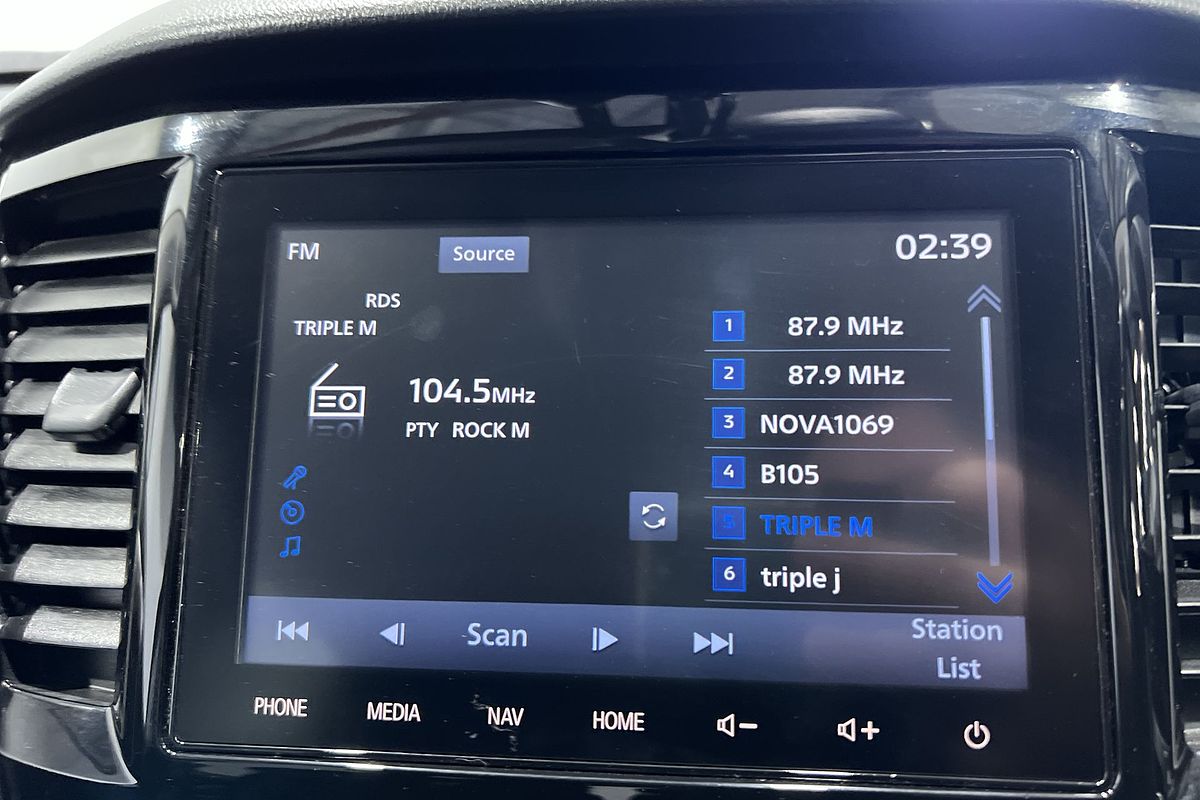 FM
Source
02:39
RDS
TRIPLE M
104.5MHz
PTY ROCK M
1 87.9 MHz
2 87.9 MHz
3 NOVA1069
4 B105
5 TRIPLE M
6 triple j
Scan
Station
List
PHONE
MEDIA
NAV
HOME